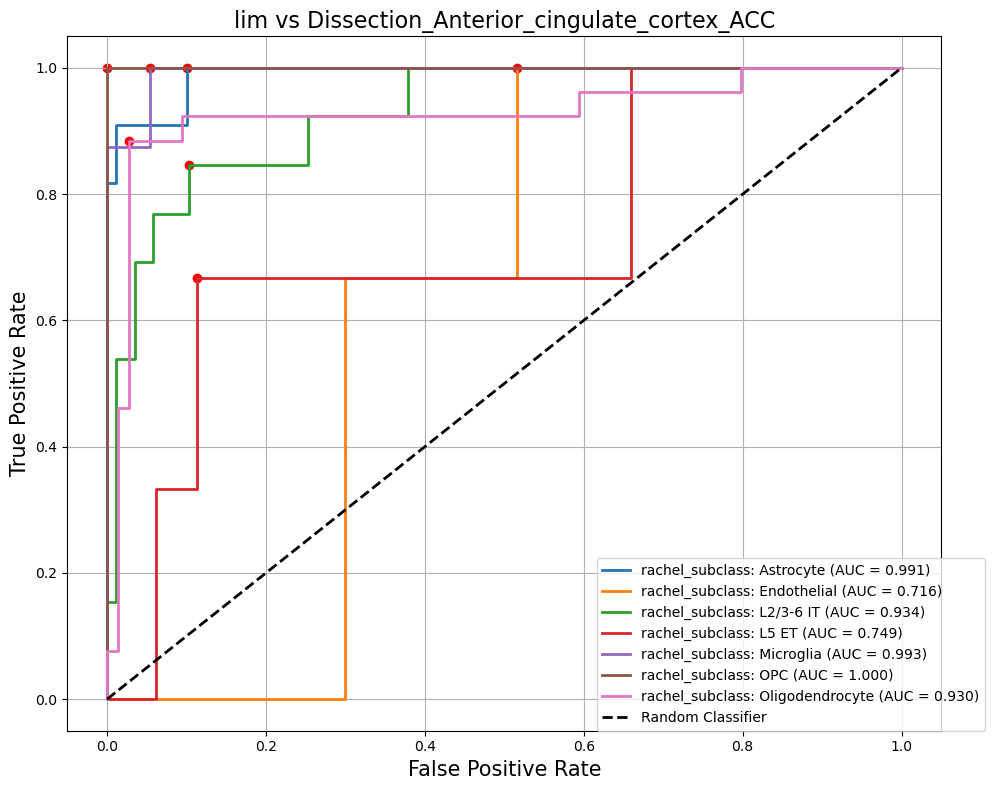 lim vs Dissection_Anterior_cingulate_cortex_ACC
True Positive Rate
1.0
0.8
0.6
0.4
0.2
0.0
rachel_subclass: Astrocyte (AUC = 0.991)
rachel_subclass: Endothelial (AUC = 0.716)
rachel_subclass: L2/3-6 IT (AUC = 0.934)
rachel_subclass: L5 ET (AUC = 0.749)
rachel_subclass: Microglia (AUC = 0.993)
rachel_subclass: OPC (AUC = 1.000)
rachel_subclass: Oligodendrocyte (AUC = 0.930)
Random Classifier
0.0 0.2 0.4 0.6 0.8 1.0
False Positive Rate